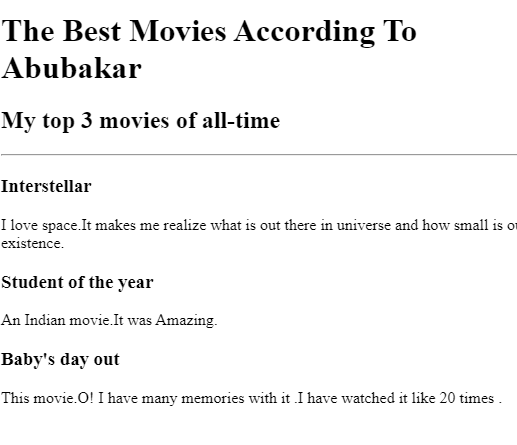 The Best Movies According To
Abubakar
My top 3 movies of all-time
Interstellar
I love space.It makes me realize what is out there in universe and how small is
existence.
Student of the year
An Indian movie.It was Amazing.
Baby's day out
This movie.O! I have many memories with it .I have watched it like 20 times .